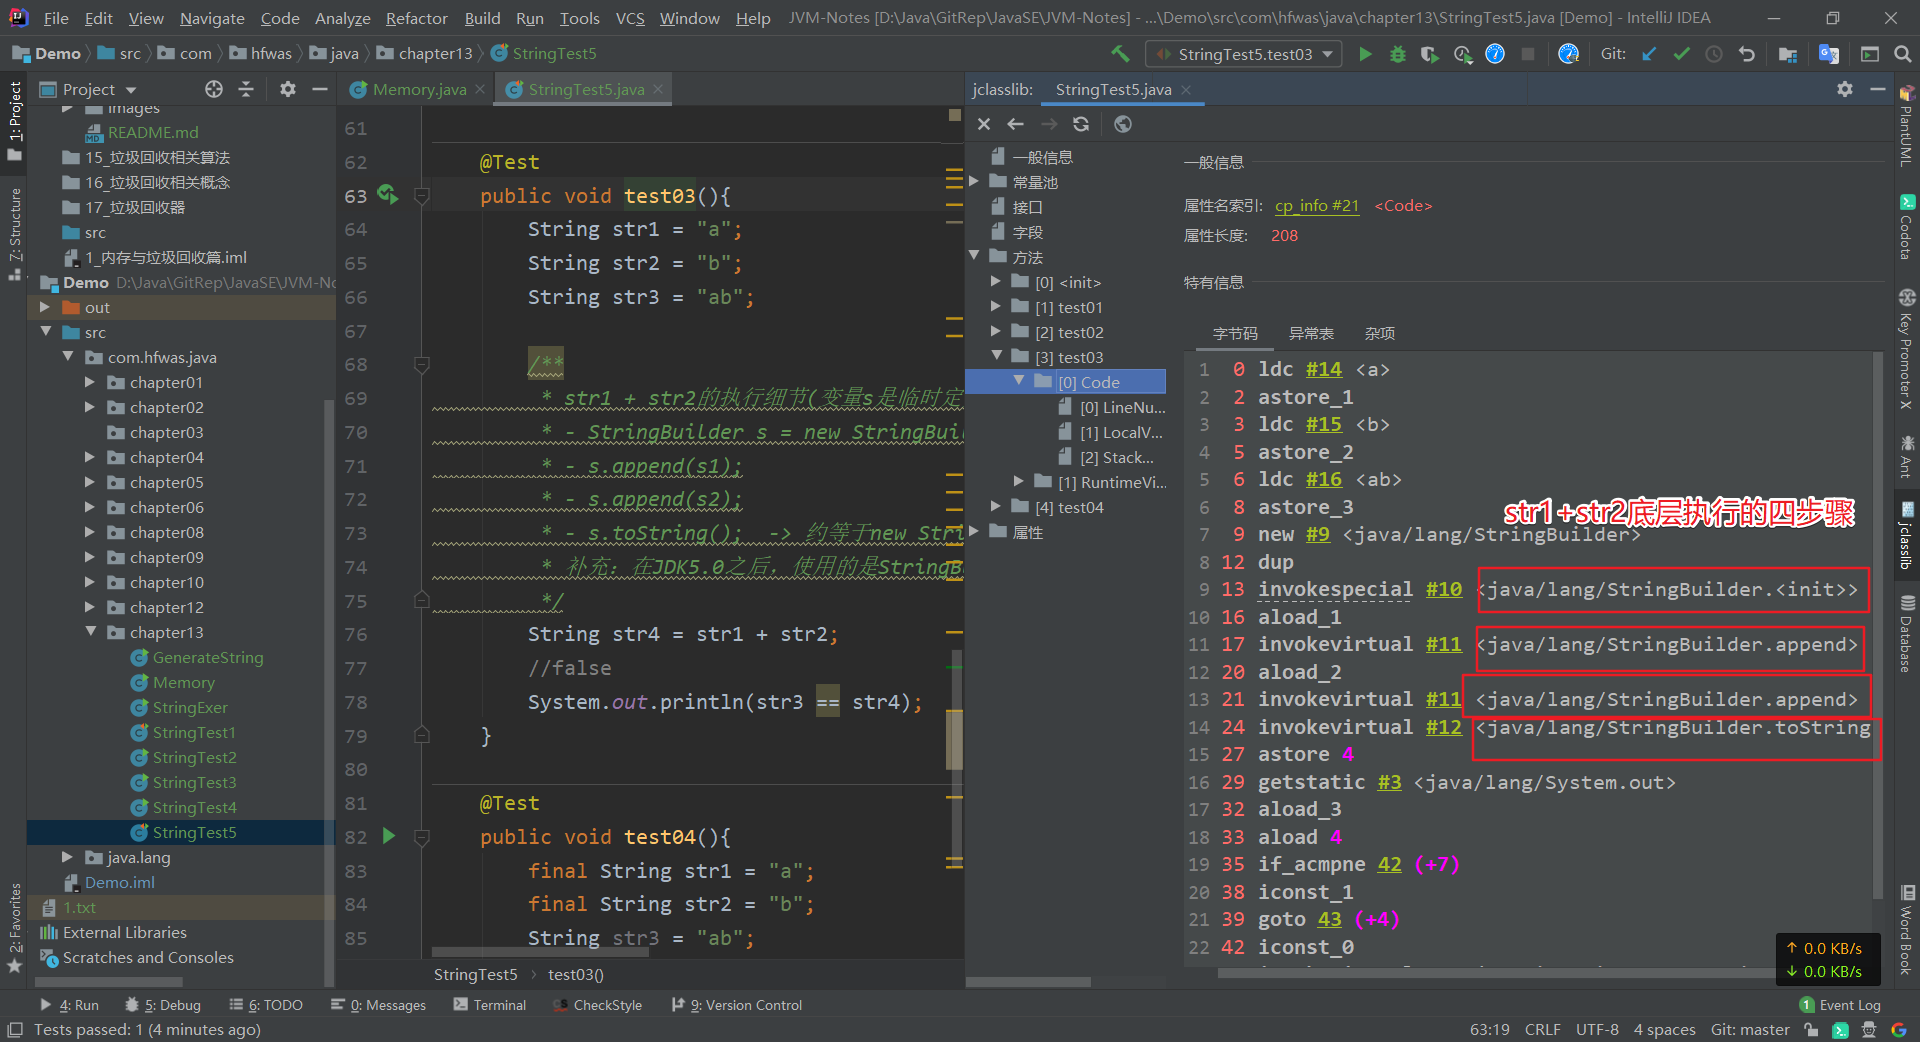 File Edit View Navigate Code Analyze Refactor Build Run Tools VCS Window Help JVM-Notes [D:\Java\GitRep\JavaSE\JVM-Notes] - ...\Demo\src\com\hfwas\java\chapter13\StringTest5.java [Demo] - IntelliJ IDEA
Demo src com hfwas java chapter13 StringTest5 StringTest5.test03 Git:
Project
images
README.md
15_垃圾回收相关算法
16_垃圾回收相关概念
17_垃圾回收器
src
1_内存与垃圾回收篇.iml
Demo D:\Java\GitRep\JavaSE\JVM-No
out
src
com.hfwas.java
chapter01
chapter02
chapter03
chapter04
chapter05
chapter06
chapter08
chapter09
chapter10
chapter12
chapter13
GenerateString
Memory
StringExer
StringTest1
StringTest2
StringTest3
StringTest4
StringTest5
java.lang
Demo.iml
1.txt
External Libraries
Scratches and Consoles
1: Project
7: Structure
2: Favorites
Memory.java StringTest5.java
61
62 @Test
63 public void test03(){
64 String str1 = "a";
65 String str2 = "b";
66 String str3 = "ab";
67
68 /**
69 * str1 + str2的执行细节(变量s是临时定
70 * - StringBuilder s = new StringBuil
71 * - s.append(s1);
72 * - s.append(s2);
73 * - s.toString(); -> 约等于new Stri
74 * 补充: 在JDK5.0之后，使用的是StringBu
75 */
76 String str4 = str1 + str2;
77 //false
78 System.out.println(str3 == str4);
79 }
80
81 @Test
82 public void test04(){
83 final String str1 = "a";
84 final String str2 = "b";
85 String str3 = "ab";
StringTest5 › test03()
jclasslib: StringTest5.java
一般信息
常量池
接口
字段
方法
[0] <init>
[1] test01
[2] test02
[3] test03
[0] Code
[0] LineNu...
[1] LocalV...
[2] Stack...
[1] RuntimeVi...
[4] test04
属性
一般信息
属性名索引: cp_info #21 <Code>
属性长度: 208
特有信息
字节码 异常表 杂项
1 0 ldc #14 <a>
2 2 astore_1
3 3 ldc #15 <b>
4 5 astore_2
5 6 ldc #16 <ab>
6 8 astore_3
str1+str2底层执行的四步骤
7 9 new #9 <java/lang/StringBuilder>
8 12 dup
9 13 invokespecial #10 <java/lang/StringBuilder.<init>>
10 16 aload_1
11 17 invokevirtual #11 <java/lang/StringBuilder.append>
12 20 aload_2
13 21 invokevirtual #11 <java/lang/StringBuilder.append>
14 24 invokevirtual #12 <java/lang/StringBuilder.toString
15 27 astore 4
16 29 getstatic #3 <java/lang/System.out>
17 32 aload_3
18 33 aload 4
19 35 if_acmpne 42 (+7)
20 38 iconst_1
21 39 goto 43 (+4)
22 42 iconst_0
↑ 0.0 KB/s
↓ 0.0 KB/s
PlantUML
Codota
Key Promoter X
Ant
jclasslib
Database
Word Book
4: Run 5: Debug 6: TODO 0: Messages Terminal CheckStyle 9: Version Control 1 Event Log
Tests passed: 1 (4 minutes ago) 63:19 CRLF UTF-8 4 spaces Git: master